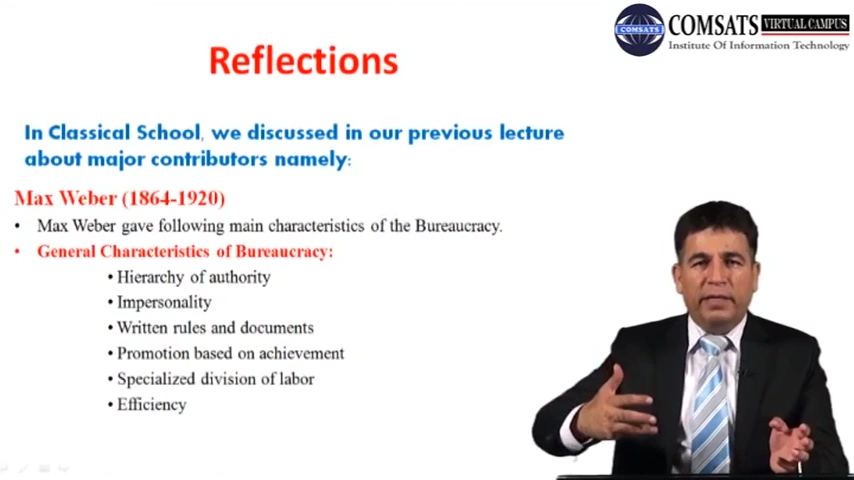 Reflections
COMSATS VIRTUAL CAMPUS
COMSATS
Institute Of Information Technology
In Classical School, we discussed in our previous lecture
about major contributors namely:
Max Weber (1864-1920)
• Max Weber gave following main characteristics of the Bureaucracy.
• General Characteristics of Bureaucracy:
• Hierarchy of authority
• Impersonality
• Written rules and documents
• Promotion based on achievement
• Specialized division of labor
• Efficiency